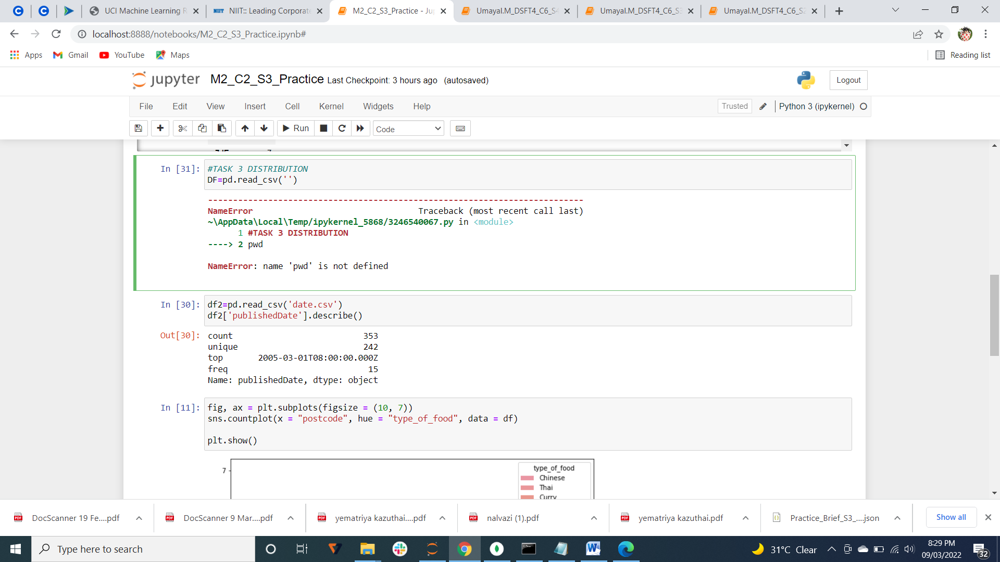 UCI Machine Learning R
NIIT:: Leading Corporate
M2_C2_S3_Practice - Ju
Umayal.M_DSFT4_C6_S4
Umayal.M_DSFT4_C6_S3
Umayal.M_DSFT4_C6_S2
localhost:8888/notebooks/M2_C2_S3_Practice.ipynb#
Apps
Gmail
YouTube
Maps
Reading list
jupyter
M2_C2_S3_Practice Last Checkpoint: 3 hours ago (autosaved)
Logout
File
Edit
View
Insert
Cell
Kernel
Widgets
Help
Trusted
Python 3 (ipykernel)
Run
Code
In [31]:
#TASK 3 DISTRIBUTION
DF=pd.read_csv('')
---------------------------------------------------------------------------
NameError Traceback (most recent call last)
~\AppData\Local\Temp/ipykernel_5868/3246540067.py in <module>
1 #TASK 3 DISTRIBUTION
----> 2 pwd
NameError: name 'pwd' is not defined
In [30]:
df2=pd.read_csv('date.csv')
df2['publishedDate'].describe()
Out[30]:
count 353
unique 242
top 2005-03-01T08:00:00.000Z
freq 15
Name: publishedDate, dtype: object
In [11]:
fig, ax = plt.subplots(figsize = (10, 7))
sns.countplot(x = "postcode", hue = "type_of_food", data = df)
plt.show()
7
type_of_food
Chinese
Thai
Curry
DocScanner 19 Fe....pdf
DocScanner 9 Mar....pdf
yematriya kazuthai....pdf
nalvazi (1).pdf
yematriya kazuthai.pdf
Practice_Brief_S3_....json
Show all
Type here to search
31°C Clear
8:29 PM
09/03/2022
32